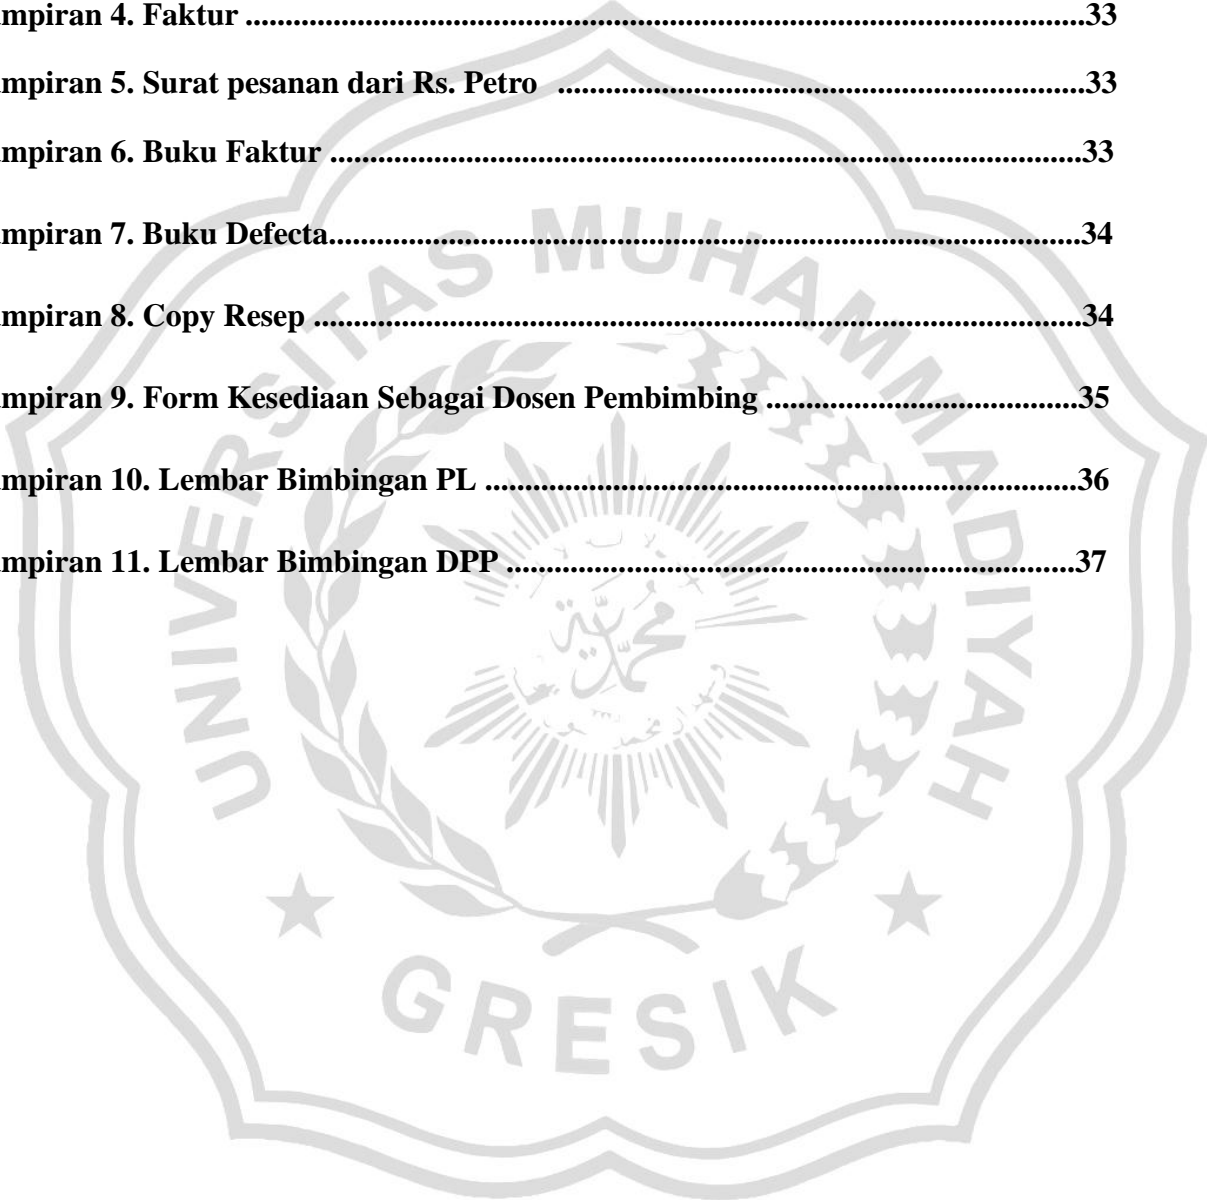 mpiran 4. Faktur ..........................................................................................................33
mpiran 5. Surat pesanan dari Rs. Petro ..................................................................33
mpiran 6. Buku Faktur ...............................................................................................33
mpiran 7. Buku Defecta...............................................................................................34
mpiran 8. Copy Resep .................................................................................................34
mpiran 9. Form Kesediaan Sebagai Dosen Pembimbing .......................................35
mpiran 10. Lembar Bimbingan PL ...........................................................................36
mpiran 11. Lembar Bimbingan DPP ........................................................................37
UNIVERSITAS MUHAMMADIYAH
GRESIK